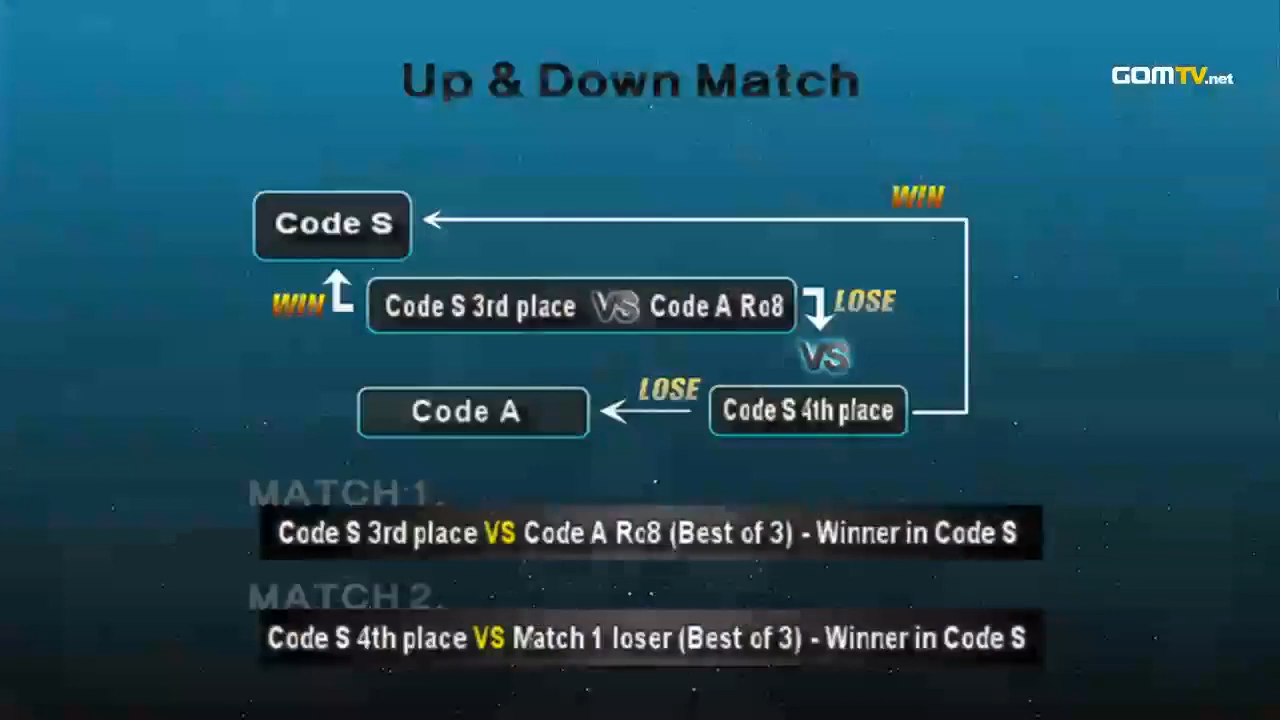 Up & Down Match
GOMTV.net
WIN
Code S
WIN
Code S 3rd place VS Code A Ro8
LOSE
VS
LOSE
Code A
Code S 4th place
MATCH 1.
Code S 3rd place VS Code A Ro8 (Best of 3) - Winner in Code S
MATCH 2.
Code S 4th place VS Match 1 loser (Best of 3) - Winner in Code S